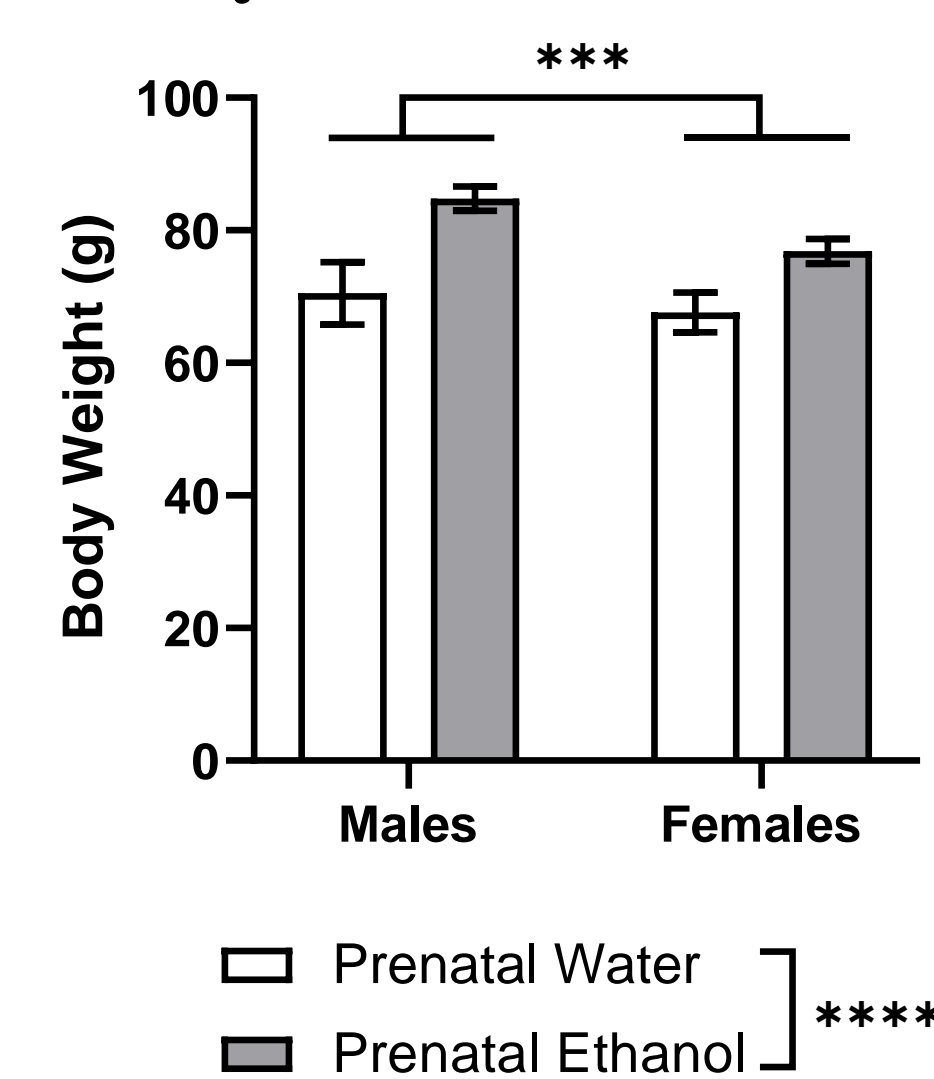 ***
100
80
60
40
20
0
Body Weight (g)
Males Females
Prenatal Water
****
Prenatal Ethanol